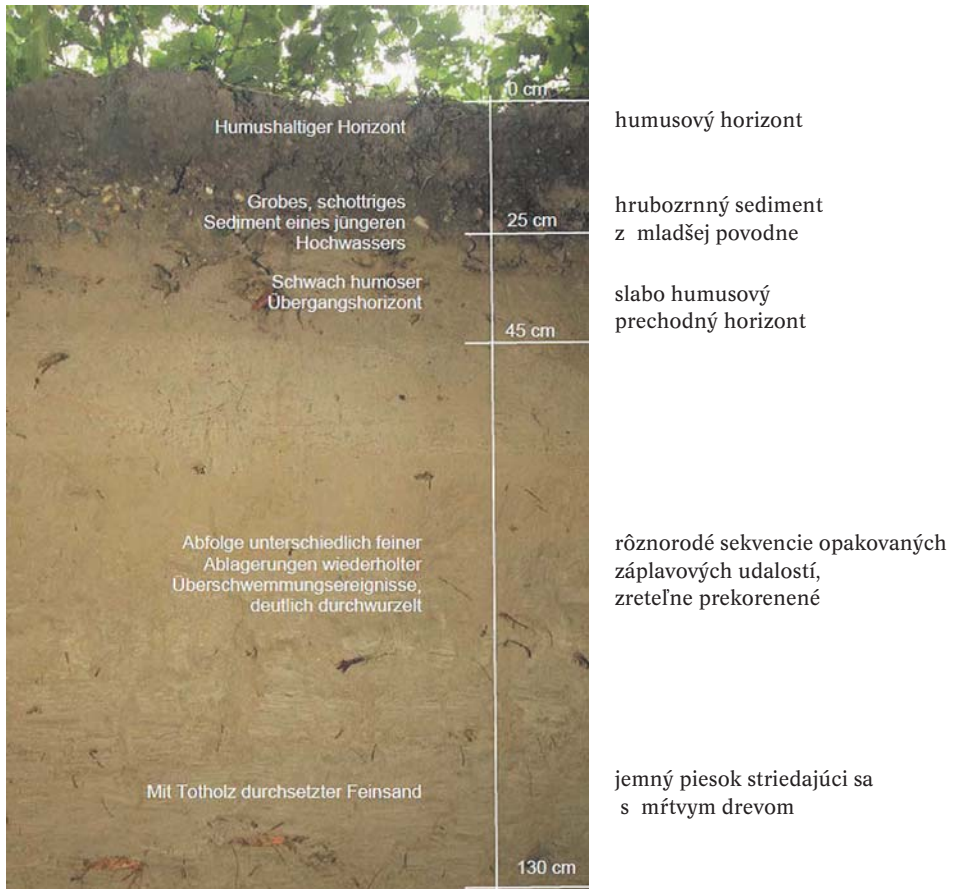 0 cm
Humushaltiger Horizont
humusový horizont
Grobes, schottriges
Sediment eines jüngeren
Hochwassers
25 cm
hrubozrnný sediment
z mladšej povodne
Schwach humoser
Übergangshorizont
slabo humusový
prechodný horizont
45 cm
Abfolge unterschiedlich feiner
Ablagerungen wiederholter
Überschwemmungsereignisse,
deutlich durchwurzelt
rôznorodé sekvencie opakovaných
záplavových udalostí,
zreteľne prekorenené
Mit Totholz durchsetzter Feinsand
jemný piesok striedajúci sa
s mŕtvym drevom
130 cm